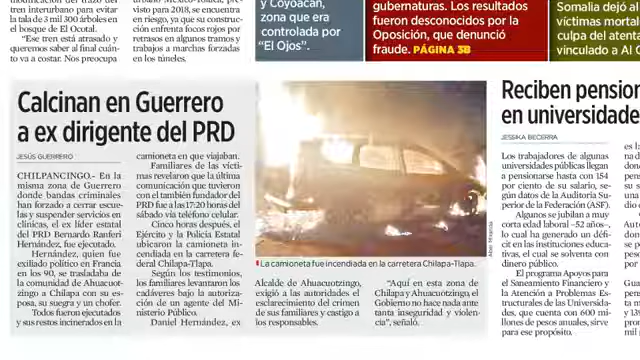 tren interurbano para evitar
la tala de 3 mil 300 árboles en
el bosque de El Ocotal.
"Ese tren está atrasado y
queremos saber al final cuán-
to va a costar. Nos preocupa
previsto para 2018, se encuentra
en riesgo, ya que su construc-
ción enfrenta focos rojos por
retrasos en algunos tramos y
trabajos a marchas forzadas
en los túneles.
y Coyoacán,
zona que era
controlada por
"El Ojos".
gubernaturas. Los resultados
fueron desconocidos por la
Oposición, que denunció
fraude. PÁGINA 3B
Somalia dejó al
víctimas mortal
culpa del atenta
vinculado a Al
Calcinan en Guerrero
a ex dirigente del PRD
JESÚS GUERRERO
CHILPANCINGO.- En la
misma zona de Guerrero
donde bandas criminales
han forzado a cerrar escue-
las y suspender servicios en
clínicas, el ex líder estatal
del PRD Bernardo Ranferi
Hernández, fue ejecutado.
Hernández, quien fue
exiliado político en Francia
en los 90, se trasladaba de
la comunidad de Ahuacuot-
zingo a Chilapa con su es-
posa, su suegra y un chofer.
Todos fueron ejecutados
y sus restos incinerados en la
camioneta en que viajaban.
Familiares de las vícti-
mas revelaron que la última
comunicación que tuvieron
con el también fundador del
PRD fue a las 17:20 horas del
sábado vía teléfono celular.
Cinco horas después, el
Ejército y la Policía Estatal
ubicaron la camioneta in-
cendiada en la carretera fe-
deral Chilapa-Tlapa.
Según los testimonios,
los familiares levantaron los
cadáveres bajo la autoriza-
ción de un agente del Mi-
nisterio Público.
Daniel Hernández, ex
La camioneta fue incendiada en la carretera Chilapa-Tlapa.
Alcalde de Ahuacuotzingo,
exigió a las autoridades el
esclarecimiento del crimen
de sus familiares y castigo a
los responsables.
"Aquí en esta zona de
Chilapa y Ahuacuotzingo, el
Gobierno no hace nada ante
tanta inseguridad y violen-
cia", señaló.
Reciben pension
en universidade
JESSIKA BECERRA
Los trabajadores de algunas
universidades públicas llegan
a pensionarse hasta con 154
por ciento de su salario, se-
gún datos de la Auditoría Su-
perior de la Federación (ASF).
Algunos se jubilan a muy
corta edad laboral –52 años–,
lo cual ha generado un défi-
cit en las instituciones educa-
tivas, el cual se solventa con
dinero público.
El programa Apoyos para
el Saneamiento Financiero y
la Atención a Problemas Es-
tructurales de las Universida-
des, que cuenta con 600 mi-
llones de pesos anuales, sirve
para ese propósito.